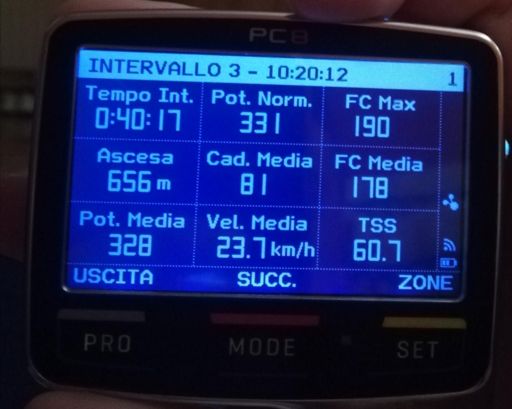 PC8
INTERVALLO 3 - 10:20:12 1
Tempo Int. Pot. Norm. FC Max
0:40:17 331 190
Ascesa Cad. Media FC Media
656 m 81 178
Pot. Media Vel. Media TSS
328 23.7 km/h 60.7
USCITA SUCC. ZONE
PRO MODE SET